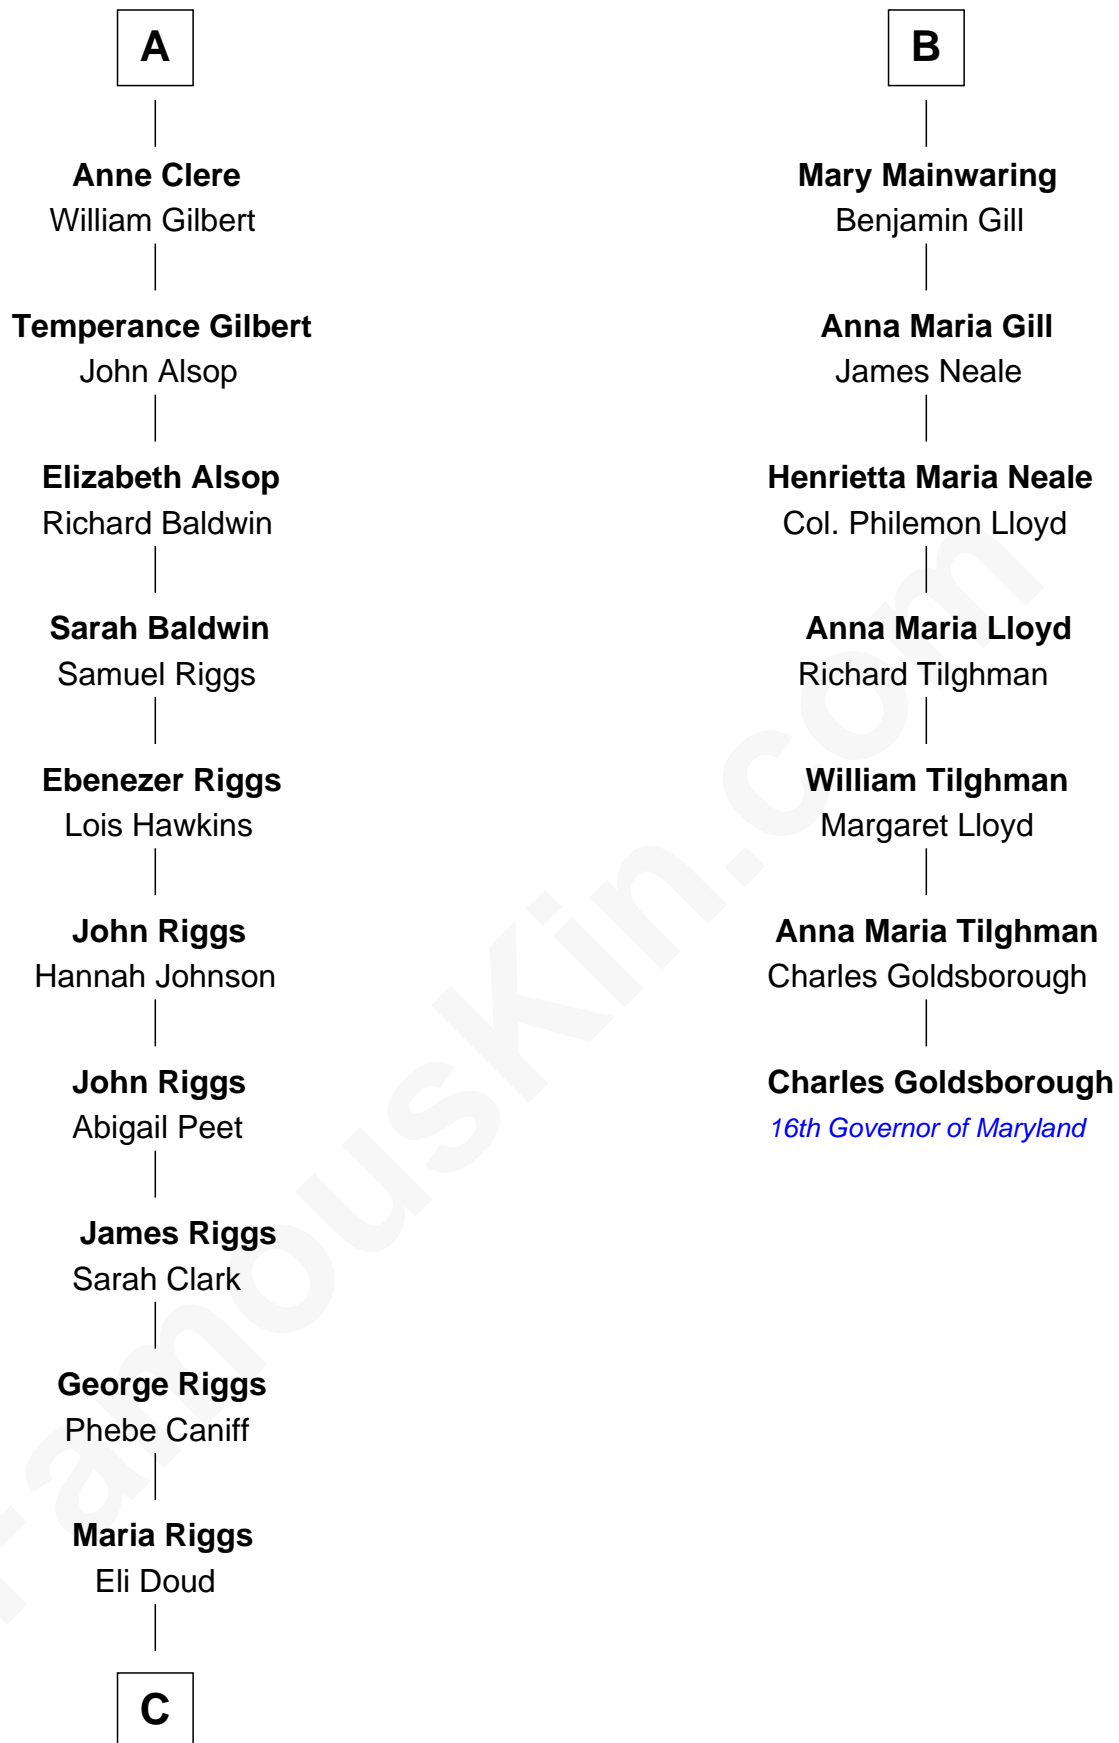 A
Anne Clere
William Gilbert
Temperance Gilbert
John Alsop
Elizabeth Alsop
Richard Baldwin
Sarah Baldwin
Samuel Riggs
Ebenezer Riggs
Lois Hawkins
John Riggs
Hannah Johnson
John Riggs
Abigail Peet
James Riggs
Sarah Clark
George Riggs
Phebe Caniff
Maria Riggs
Eli Doud
C
B
Mary Mainwaring
Benjamin Gill
Anna Maria Gill
James Neale
Henrietta Maria Neale
Col. Philemon Lloyd
Anna Maria Lloyd
Richard Tilghman
William Tilghman
Margaret Lloyd
Anna Maria Tilghman
Charles Goldsborough
Charles Goldsborough
16th Governor of Maryland
FamousKin.com